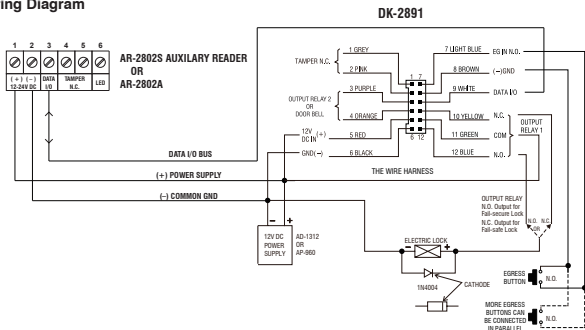 ring Diagram
DK-2891
1 2 3 4 5 6
(+) (–) DATA TAMPER LED
12-24V DC I/O N.C.
AR-2802S AUXILARY READER
OR
AR-2802A
TAMPER N.C.
1 GREY
2 PINK
3 PURPLE
OUTPUT RELAY 2
OR
DOOR BELL
4 ORANGE
12V (+)
DC IN
5 RED
GND(–)
6 BLACK
1 7
6 12
7 LIGHT BLUE
EG IN N.O.
8 BROWN
(–)GND
9 WHITE
DATA I/O
10 YELLOW
N.C.
11 GREEN
COM
12 BLUE
N.O.
OUTPUT
RELAY 1
DATA I/O BUS
(+) POWER SUPPLY
THE WIRE HARNESS
(–) COMMON GND
OUTPUT RELAY
N.O. Output for
Fail-secure Lock
N.C. Output for
Fail-safe Lock
N.O. N.C.
OR
– +
12V DC
POWER
SUPPLY
AD-1312
OR
AP-960
ELECTRIC LOCK
– +
1N4004
CATHODE
EGRESS
BUTTON
N.O.
MORE EGRESS
BUTTONS CAN
BE CONNECTED
IN PARALLEL
N.O.